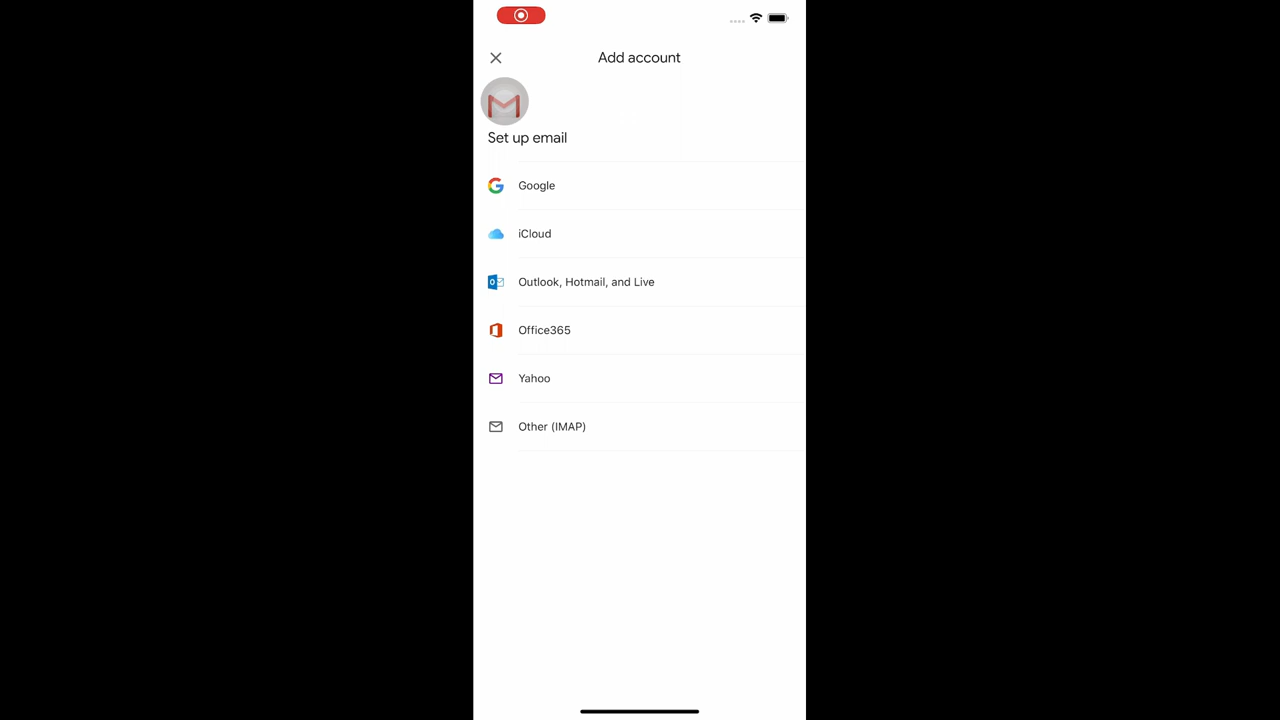 Add account
Set up email
Google
iCloud
Outlook, Hotmail, and Live
Office365
Yahoo
Other (IMAP)